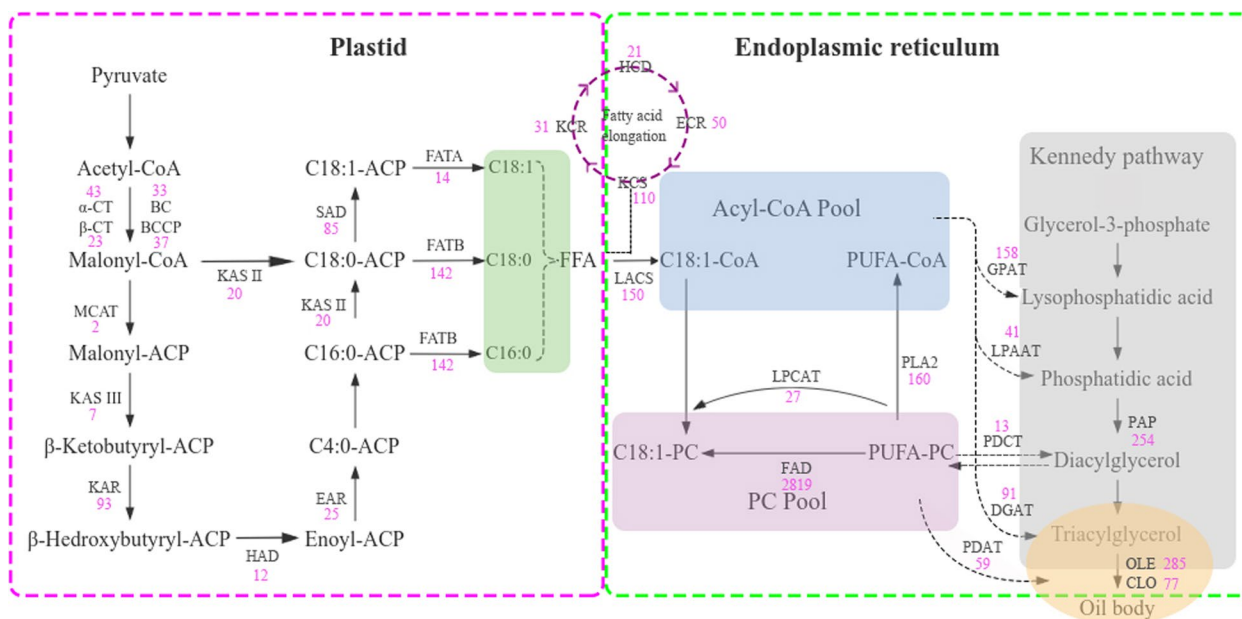 Plastid
Pyruvate
Acetyl-CoA
43 33
α-CT BC
β-CT BCCP
23 37
Malonyl-CoA
KAS II
20
MCAT
2
Malonyl-ACP
KAS III
7
β-Ketobutyryl-ACP
KAR
93
β-Hedroxybutyryl-ACP
HAD
12
Enoyl-ACP
EAR
25
C4:0-ACP
C16:0-ACP
KAS II
20
C18:0-ACP
SAD
85
C18:1-ACP
FATA
14
C18:1
FATB
142
C18:0
FATB
142
C16:0
FFA
Endoplasmic reticulum
21
HCD
31 KCR
Fatty acid
elongation
ECR 50
KCS
110
LACS
150
Acyl-CoA Pool
C18:1-CoA PUFA-CoA
PLA2
160
LPCAT
27
C18:1-PC PUFA-PC
FAD
2819
PC Pool
Kennedy pathway
Glycerol-3-phosphate
158
GPAT
Lysophosphatidic acid
41
LPAAT
Phosphatidic acid
PAP
254
13
PDCT
Diacylglycerol
91
DGAT
Triacylglycerol
PDAT
59
OLE 285
CLO 77
Oil body